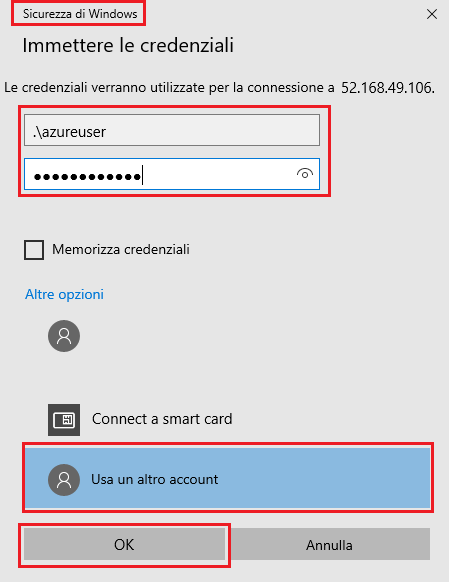 Sicurezza di Windows
Immettere le credenziali
Le credenziali verranno utilizzate per la connessione a 52.168.49.106.
.\azureuser
●●●●●●●●●●●●
Memorizza credenziali
Altre opzioni
Connect a smart card
Usa un altro account
OK
Annulla